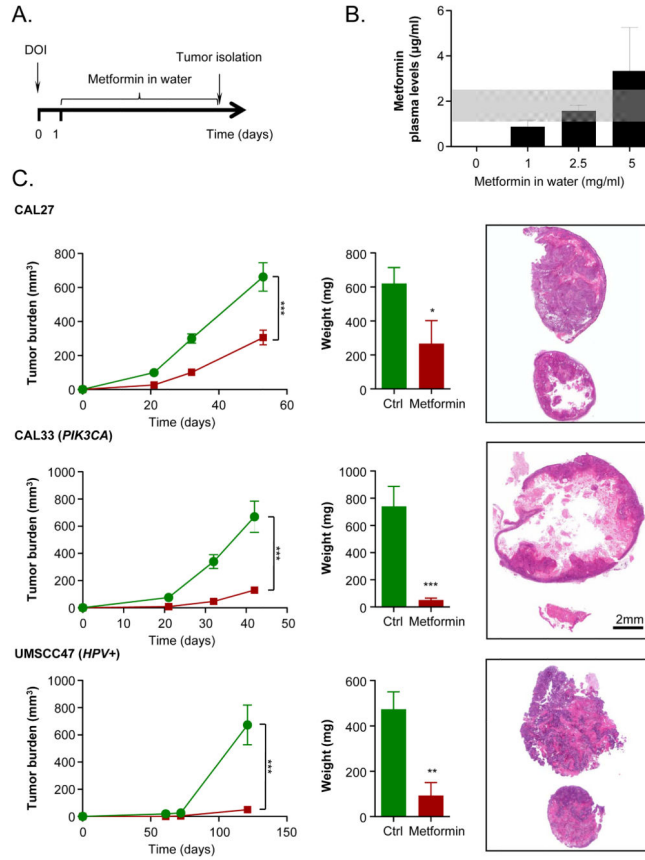 A.
DOI
Tumor isolation
Metformin in water
0 1
Time (days)
B.
Metformin
plasma levels (µg/ml)
6
4
2
0
0 1 2.5 5
Metformin in water (mg/ml)
C.
CAL27
Tumor burden (mm³)
800
600
400
200
0
0 20 40 60
Time (days)
***
Weight (mg)
800
600
400
200
0
*
Ctrl Metformin
CAL33 (PIK3CA)
Tumor burden (mm³)
1000
800
600
400
200
0
0 10 20 30 40 50
Time (days)
***
Weight (mg)
1000
800
600
400
200
0
***
Ctrl Metformin
2mm
UMSCC47 (HPV+)
Tumor burden (mm³)
1000
800
600
400
200
0
0 50 100 150
Time (days)
***
Weight (mg)
600
400
200
0
**
Ctrl Metformin